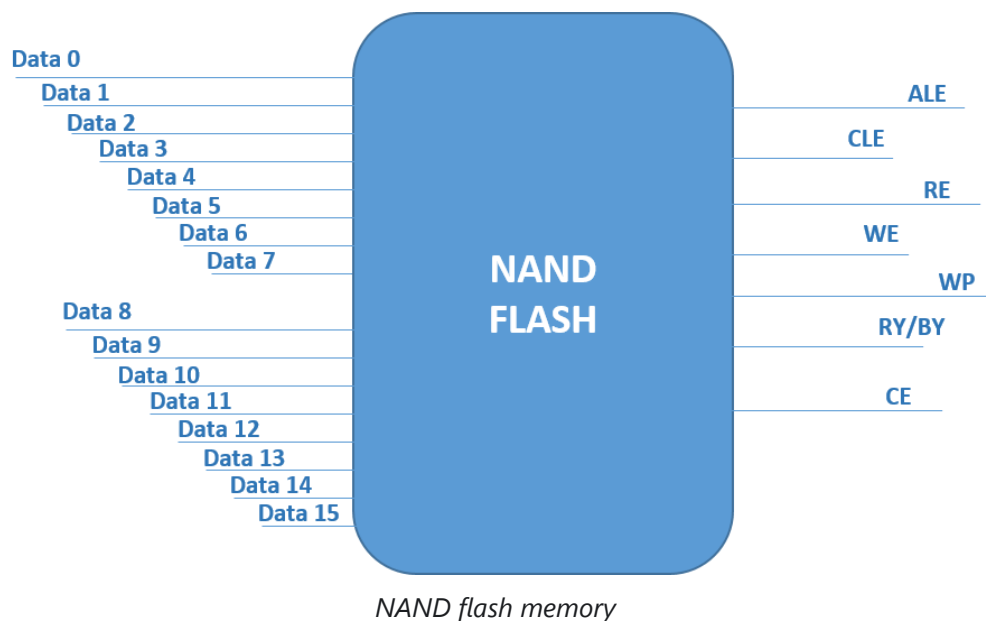 Data 0
Data 1
Data 2
Data 3
Data 4
Data 5
Data 6
Data 7
Data 8
Data 9
Data 10
Data 11
Data 12
Data 13
Data 14
Data 15
NAND
FLASH
ALE
CLE
RE
WE
WP
RY/BY
CE
NAND flash memory